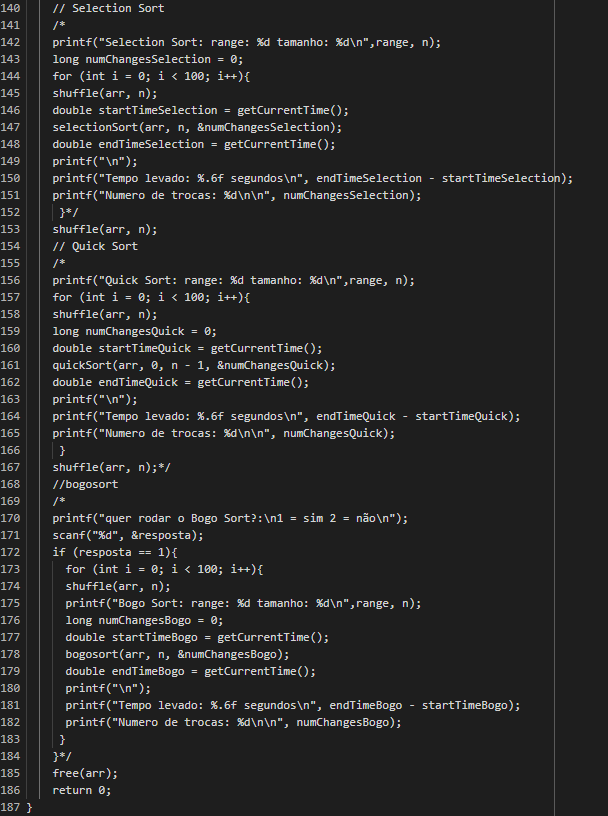 140 // Selection Sort
141 /*
142 printf("Selection Sort: range: %d tamanho: %d\n",range, n);
143 long numChangesSelection = 0;
144 for (int i = 0; i < 100; i++){
145 shuffle(arr, n);
146 double startTimeSelection = getCurrentTime();
147 selectionSort(arr, n, &numChangesSelection);
148 double endTimeSelection = getCurrentTime();
149 printf("\n");
150 printf("Tempo levado: %.6f segundos\n", endTimeSelection - startTimeSelection);
151 printf("Numero de trocas: %d\n\n", numChangesSelection);
152 }*/
153 shuffle(arr, n);
154 // Quick Sort
155 /*
156 printf("Quick Sort: range: %d tamanho: %d\n",range, n);
157 for (int i = 0; i < 100; i++){
158 shuffle(arr, n);
159 long numChangesQuick = 0;
160 double startTimeQuick = getCurrentTime();
161 quickSort(arr, 0, n - 1, &numChangesQuick);
162 double endTimeQuick = getCurrentTime();
163 printf("\n");
164 printf("Tempo levado: %.6f segundos\n", endTimeQuick - startTimeQuick);
165 printf("Numero de trocas: %d\n\n", numChangesQuick);
166 }
167 shuffle(arr, n);*/
168 //bogosort
169 /*
170 printf("quer rodar o Bogo Sort?:\n1 = sim 2 = não\n");
171 scanf("%d", &resposta);
172 if (resposta == 1){
173 for (int i = 0; i < 100; i++){
174 shuffle(arr, n);
175 printf("Bogo Sort: range: %d tamanho: %d\n",range, n);
176 long numChangesBogo = 0;
177 double startTimeBogo = getCurrentTime();
178 bogosort(arr, n, &numChangesBogo);
179 double endTimeBogo = getCurrentTime();
180 printf("\n");
181 printf("Tempo levado: %.6f segundos\n", endTimeBogo - startTimeBogo);
182 printf("Numero de trocas: %d\n\n", numChangesBogo);
183 }
184 }*/
185 free(arr);
186 return 0;
187 }